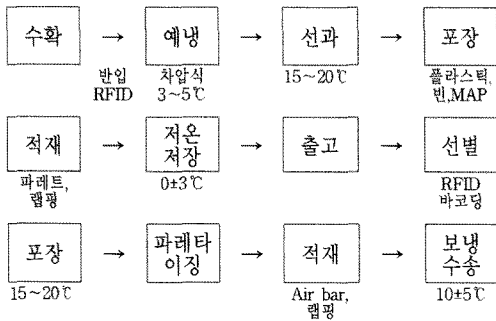 수확 → 예냉 → 선과 → 포장
반입 차압식 15~20℃ 플라스틱,
RFID 3~5℃ 빈,MAP
적재 → 저온 → 출고 → 선별
저장
파레트, 0±3℃ RFID
랩핑 바코딩
포장 → 파레타 → 적재 → 보냉
이징 수송
15~20℃ Air bar, 10±5℃
랩핑